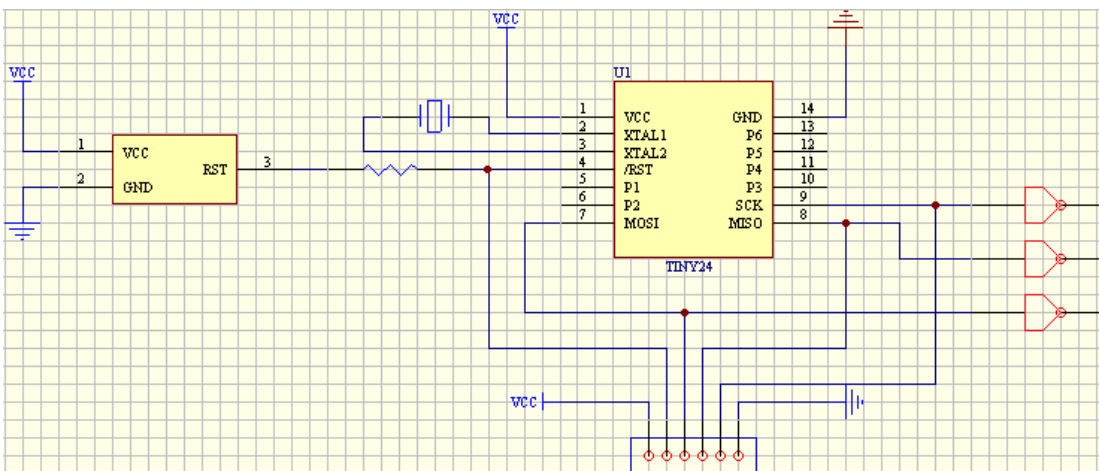 VCC
VCC
U1
1 VCC GND 14
2 XTAL1 P6 13
3 XTAL2 P5 12
4 /RST P4 11
5 P1 P3 10
6 P2 SCK 9
7 MOSI MISO 8
TINY24
1 VCC
RST 3
2 GND
VCC